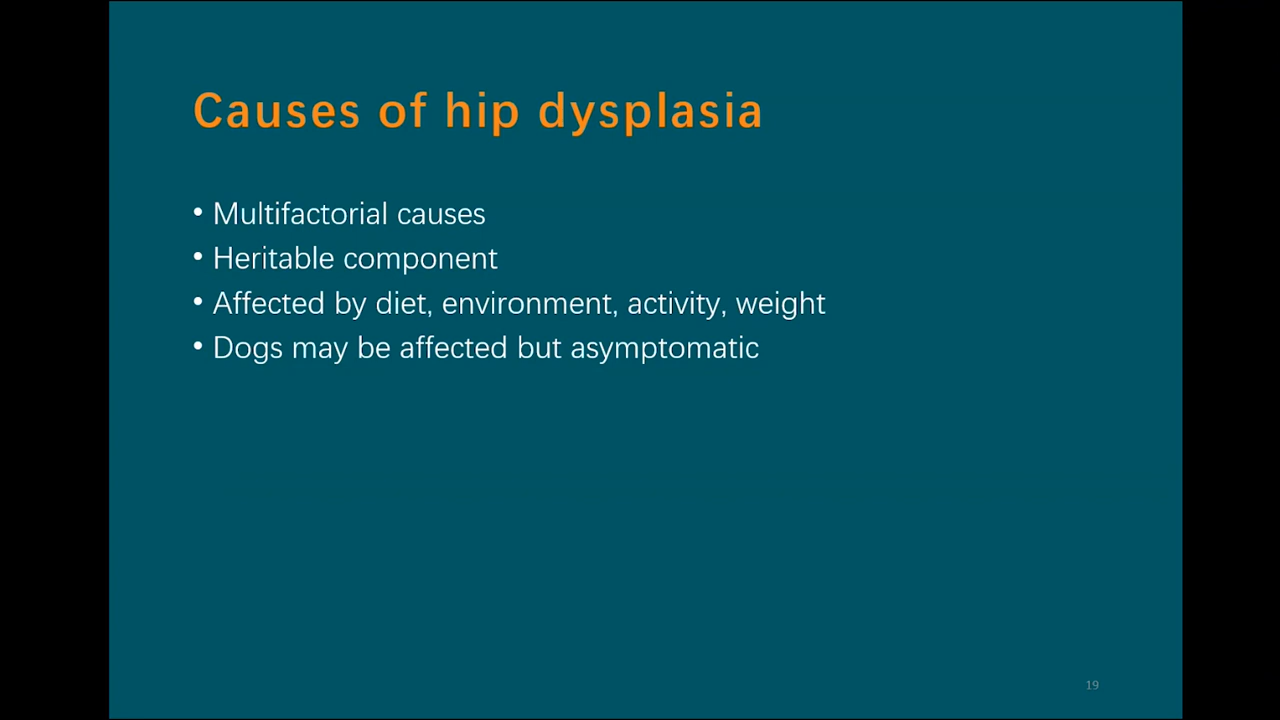 Causes of hip dysplasia
• Multifactorial causes
• Heritable component
• Affected by diet, environment, activity, weight
• Dogs may be affected but asymptomatic
19